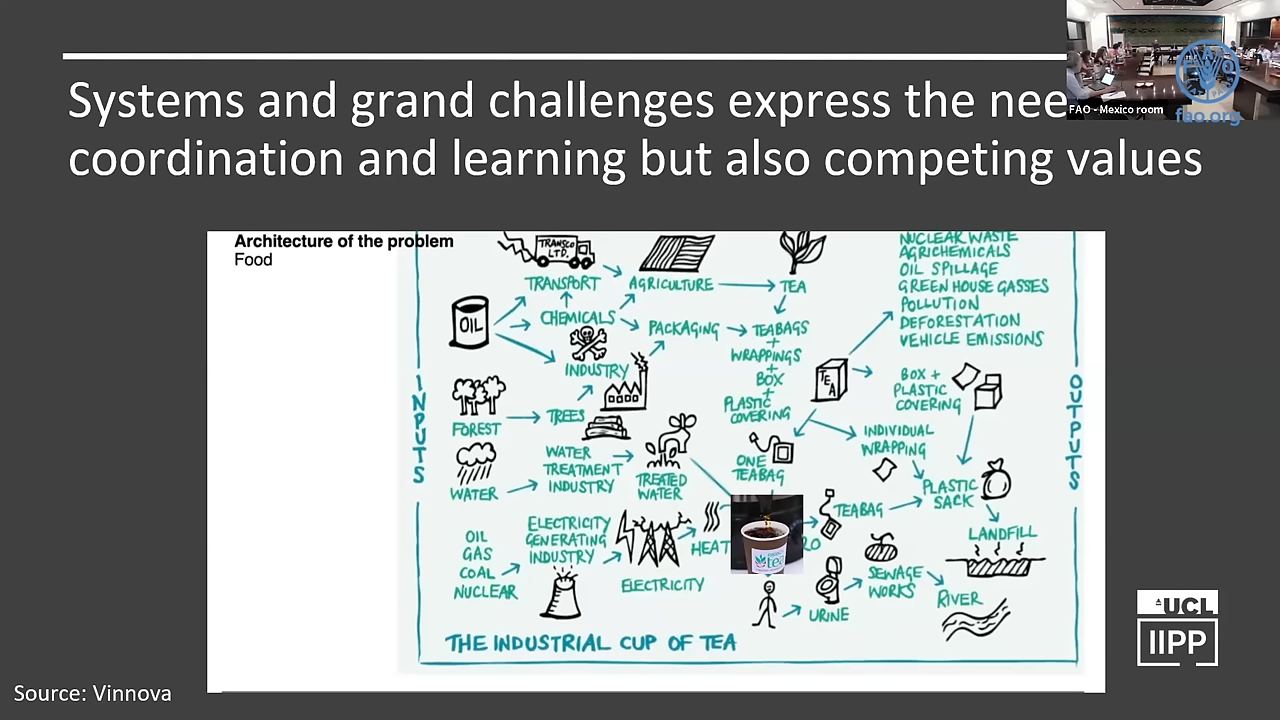 Systems and grand challenges express the nee
coordination and learning but also competing values
FAO - Mexico room
fao.org
Architecture of the problem
Food
TRANSCO
LTD.
TRANSPORT
AGRICULTURE
TEA
NUCLEAR WASTE
AGRICHEMICALS
OIL SPILLAGE
GREEN HOUSE GASSES
POLLUTION
DEFORESTATION
VEHICLE EMISSIONS
OIL
CHEMICALS
PACKAGING
TEABAGS
+
WRAPPINGS
+
BOX
+
PLASTIC
COVERING
INDUSTRY
TEA
BOX +
PLASTIC
COVERING
INPUTS
OUTPUTS
FOREST
TREES
INDIVIDUAL
WRAPPING
WATER
WATER
TREATMENT
INDUSTRY
TREATED
WATER
ONE
TEABAG
PLASTIC
SACK
TEABAG
LANDFILL
OIL
GAS
COAL
NUCLEAR
ELECTRICITY
GENERATING
INDUSTRY
ELECTRICITY
HEAT
tea
RO
URINE
SEWAGE
WORKS
RIVER
THE INDUSTRIAL CUP OF TEA
UCL
IIPP
Source: Vinnova